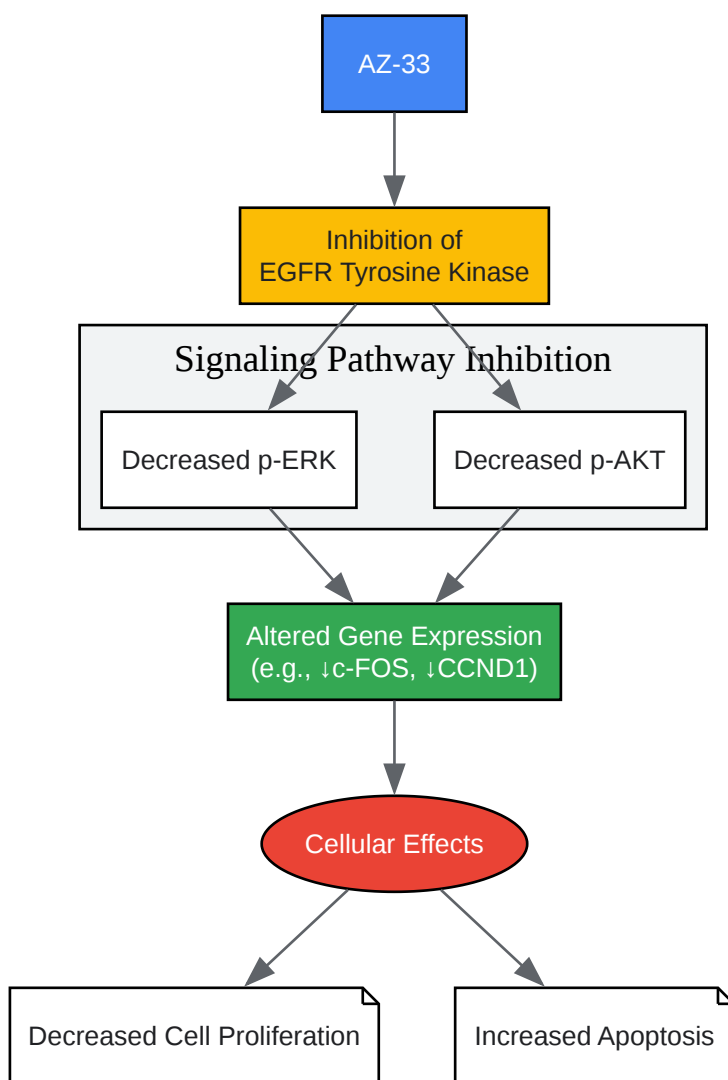 AZ-33
Inhibition of
EGFR Tyrosine Kinase
Signaling Pathway Inhibition
Decreased p-ERK
Decreased p-AKT
Altered Gene Expression
(e.g., ↓c-FOS, ↓CCND1)
Cellular Effects
Decreased Cell Proliferation
Increased Apoptosis